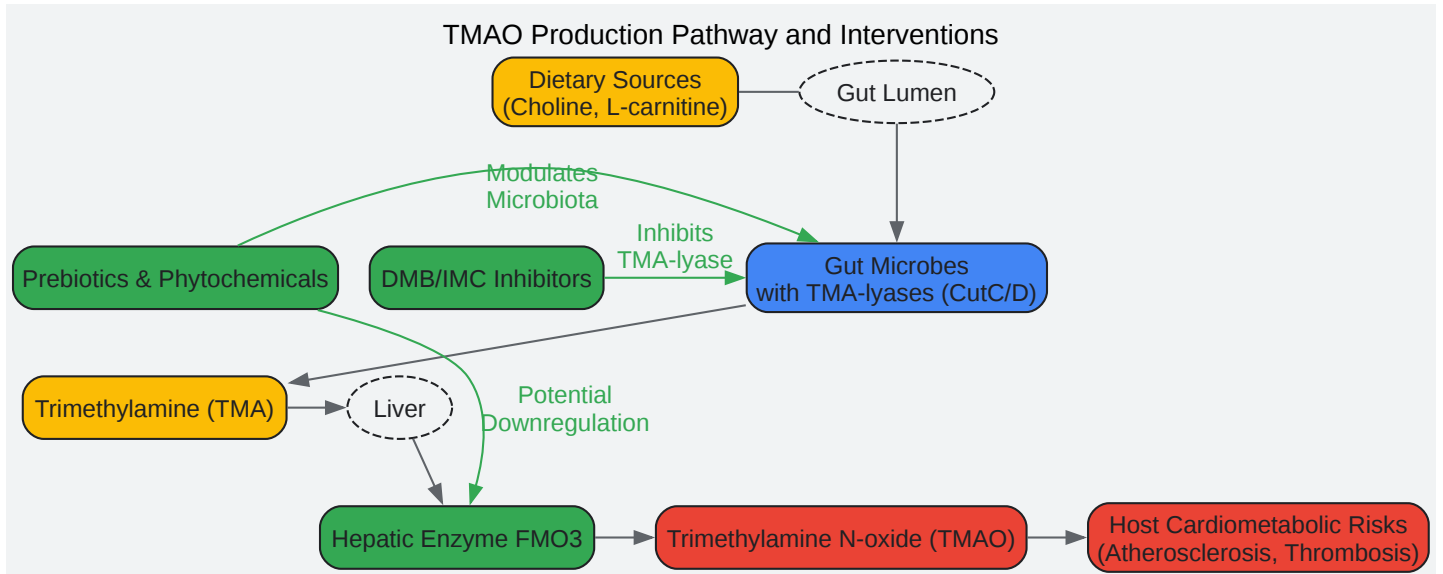 TMAO Production Pathway and Interventions
Dietary Sources
(Choline, L-carnitine)
Gut Lumen
Modulates
Microbiota
Inhibits
TMA-lyase
Prebiotics & Phytochemicals
DMB/IMC Inhibitors
Gut Microbes
with TMA-lyases (CutC/D)
Trimethylamine (TMA)
Liver
Potential
Downregulation
Hepatic Enzyme FMO3
Trimethylamine N-oxide (TMAO)
Host Cardiometabolic Risks
(Atherosclerosis, Thrombosis)